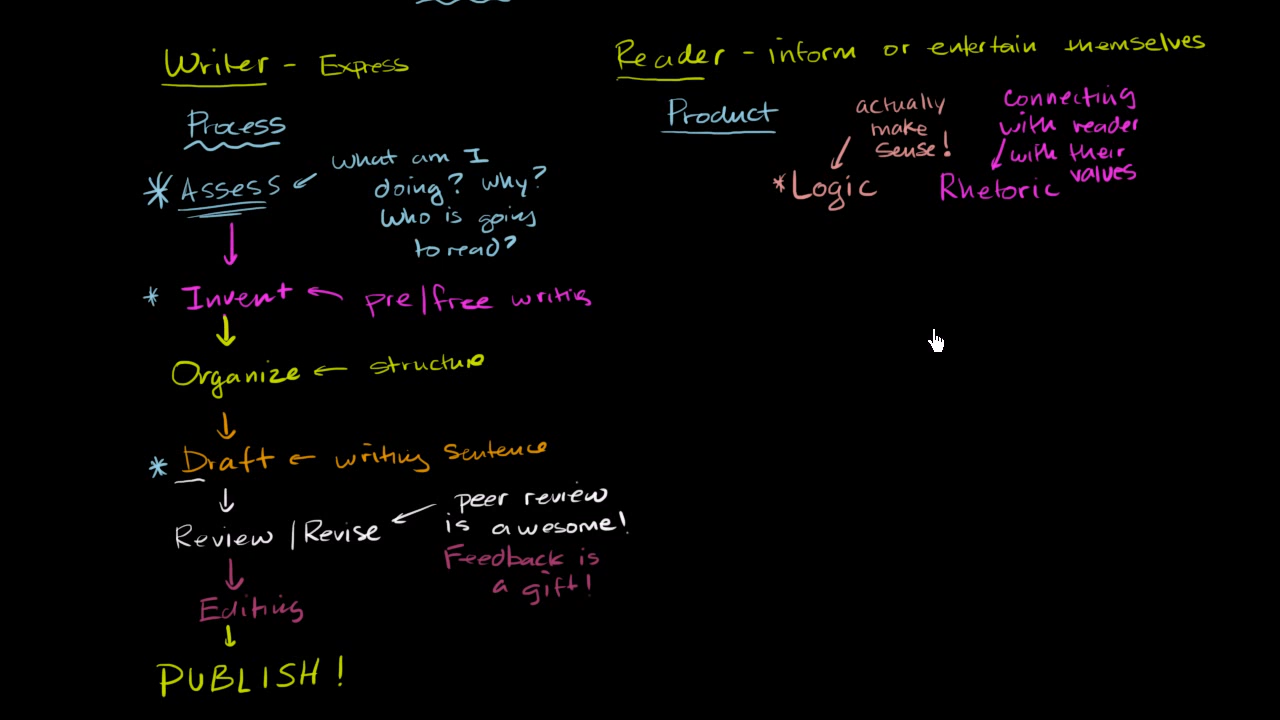 Writer - Express
Process
* Assess ←
what am I
doing? why?
who is going
to read?
* Invent ← pre/free writing
Organize ← structure
* Draft ← writing sentence
Review / Revise ←
peer review
is awesome!
Feedback is
a gift!
Editing
PUBLISH!
Reader - inform or entertain themselves
Product
actually
make
sense!
* Logic
connecting
with reader
with their
values
Rhetoric